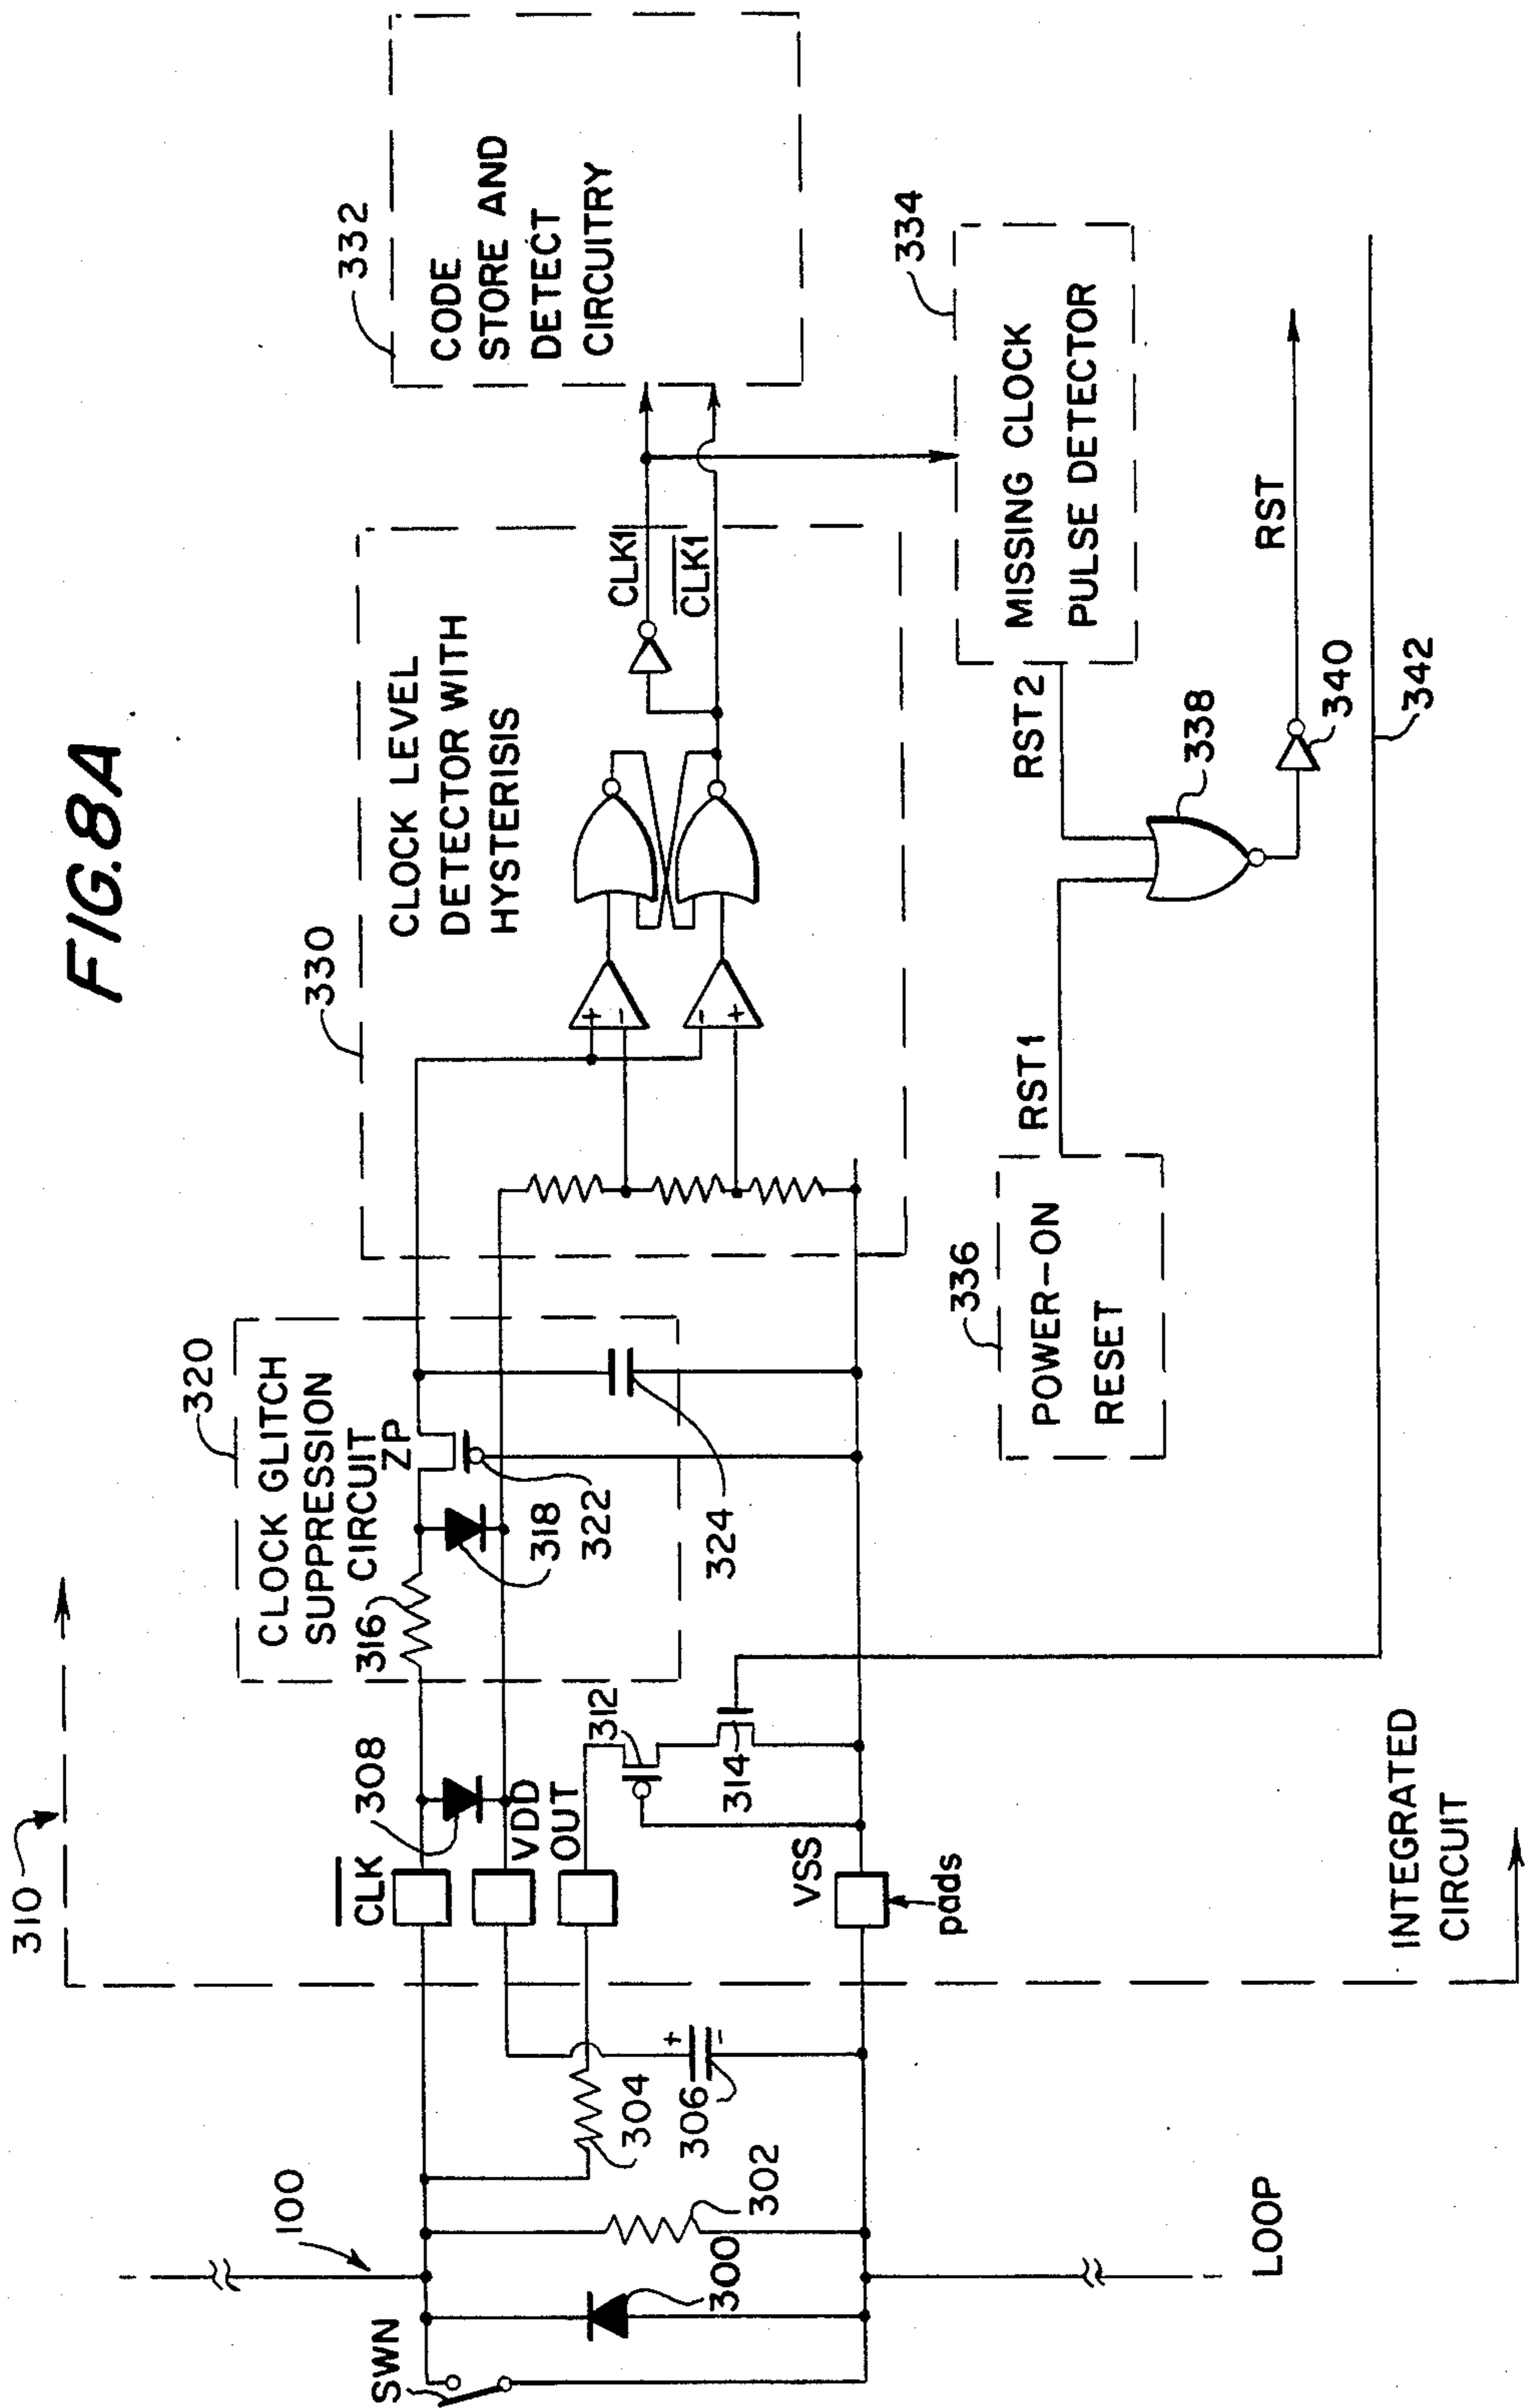 FIG.8A
310
INTEGRATED
CIRCUIT
100
LOOP
SWN
300
302
304
306
+
-
CLK
VDD
OUT
VSS
pads
308
312
314
320
CLOCK GLITCH
SUPPRESSION
CIRCUIT
316
ZP
318
322
324
330
CLOCK LEVEL
DETECTOR WITH
HYSTERISIS
+
-
-
+
CLK1
CLK1
332
CODE
STORE AND
DETECT
CIRCUITRY
334
MISSING CLOCK
PULSE DETECTOR
336
POWER-ON
RESET
RST1
RST2
338
340
RST
342